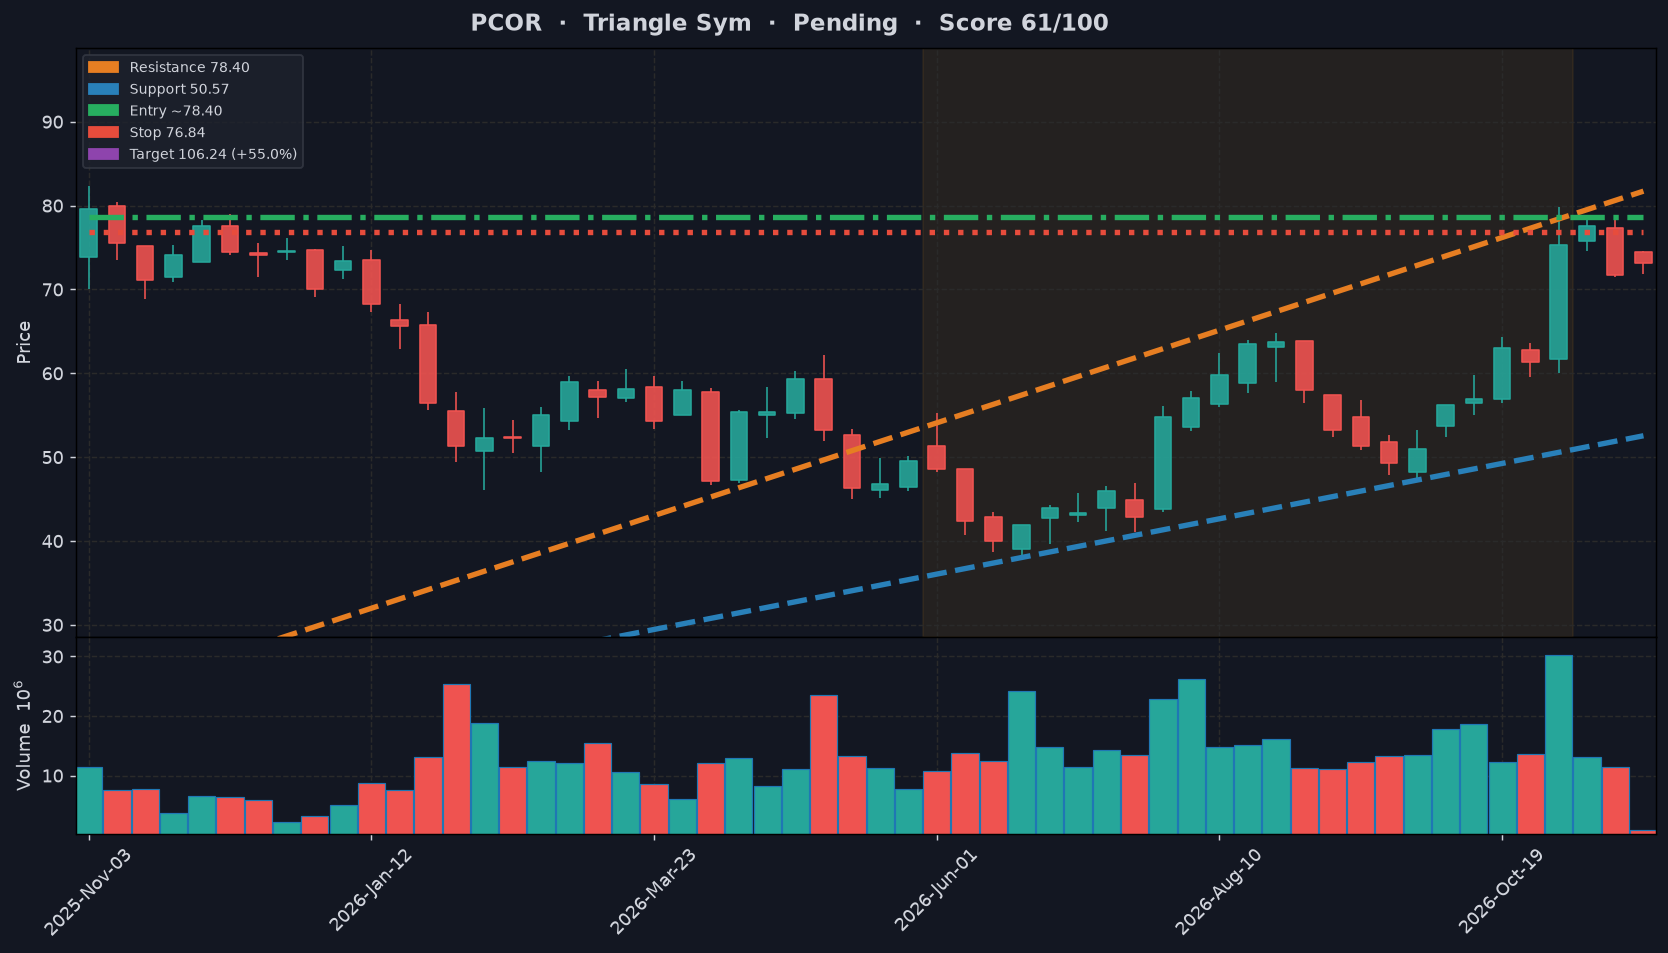 PCOR · Triangle Sym · Pending · Score 61/100
Resistance 78.40
Support 50.57
Entry ~78.40
Stop 76.84
Target 106.24 (+55.0%)
Price
90
80
70
60
50
40
30
Volume 10⁶
30
20
10
2025-Nov-03
2026-Jan-12
2026-Mar-23
2026-Jun-01
2026-Aug-10
2026-Oct-19